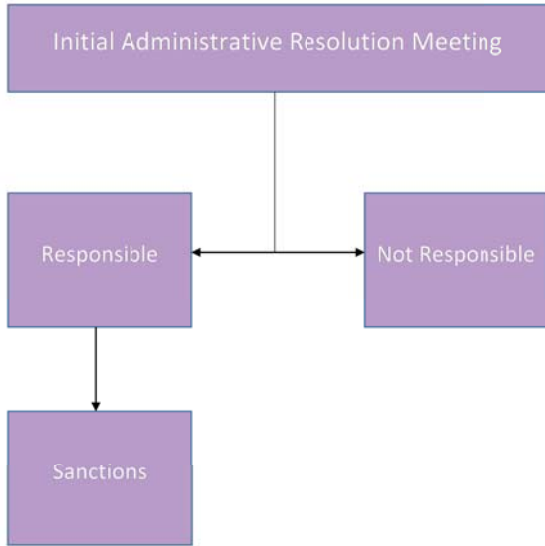 Initial Administrative Resolution Meeting
Responsible
Not Responsible
Sanctions